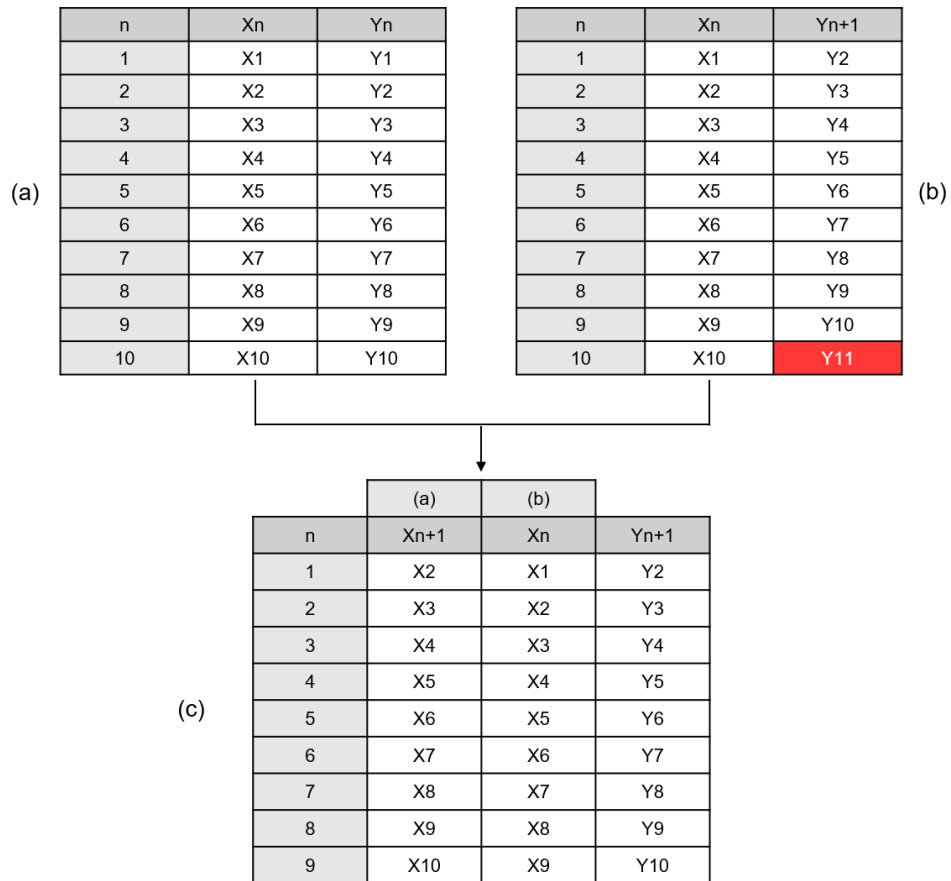 n Xn Yn
1 X1 Y1
2 X2 Y2
3 X3 Y3
4 X4 Y4
5 X5 Y5
6 X6 Y6
7 X7 Y7
8 X8 Y8
9 X9 Y9
10 X10 Y10
(a)
n Xn Yn+1
1 X1 Y2
2 X2 Y3
3 X3 Y4
4 X4 Y5
5 X5 Y6
6 X6 Y7
7 X7 Y8
8 X8 Y9
9 X9 Y10
10 X10 Y11
(b)
(a) (b)
n Xn+1 Xn Yn+1
1 X2 X1 Y2
2 X3 X2 Y3
3 X4 X3 Y4
4 X5 X4 Y5
5 X6 X5 Y6
6 X7 X6 Y7
7 X8 X7 Y8
8 X9 X8 Y9
9 X10 X9 Y10
(c)